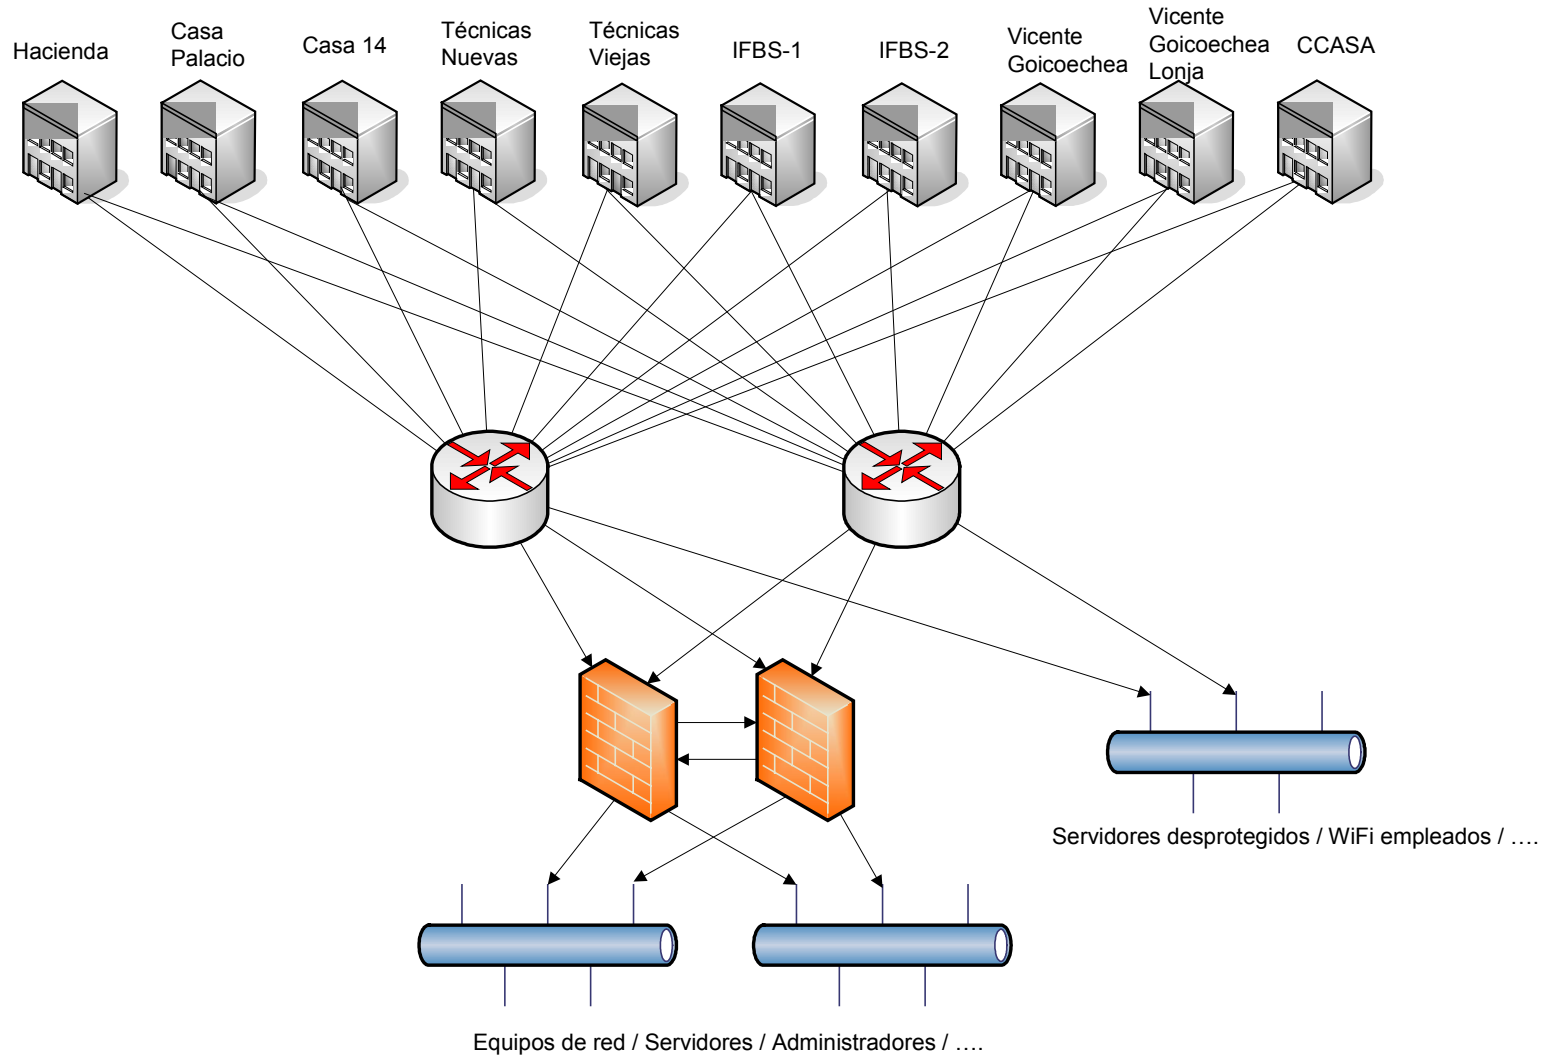 Hacienda
Casa
Palacio
Casa 14
Técnicas
Nuevas
Técnicas
Viejas
IFBS-1
IFBS-2
Vicente
Goicoechea
Vicente
Goicoechea
Lonja
CCASA
Servidores desprotegidos / WiFi empleados / ….
Equipos de red / Servidores / Administradores / ….